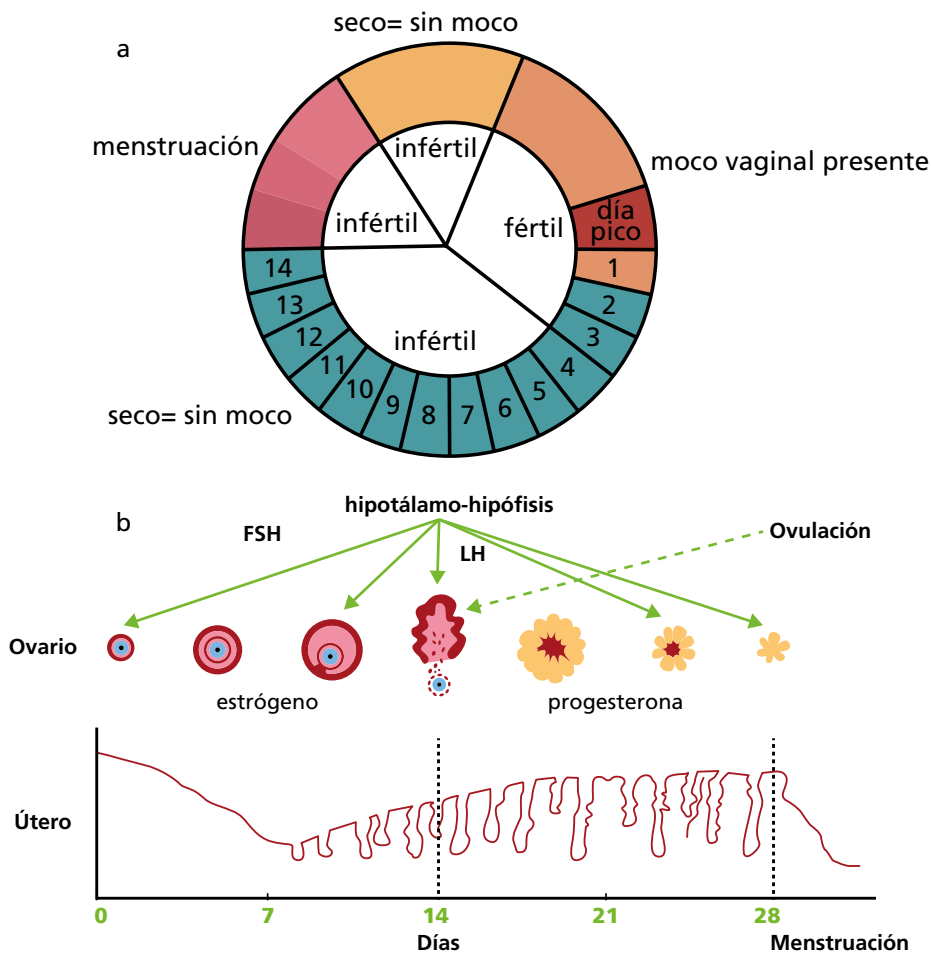 a
seco= sin moco
menstruación
infértil
infértil
fértil
moco vaginal presente
día
pico
1
2
3
4
5
6
7
8
9
10
11
12
13
14
infértil
seco= sin moco
b
hipotálamo-hipófisis
FSH
LH
Ovulación
Ovario
estrógeno
progesterona
Útero
0
7
14
21
28
Días
Menstruación